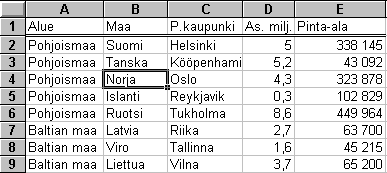 A B C D E
1 Alue Maa P.kaupunki As. milj. Pinta-ala
2 Pohjoismaa Suomi Helsinki 5 338 145
3 Pohjoismaa Tanska Kööpenhami 5,2 43 092
4 Pohjoismaa Norja Oslo 4,3 323 878
5 Pohjoismaa Islanti Reykjavik 0,3 102 829
6 Pohjoismaa Ruotsi Tukholma 8,6 449 964
7 Baltian maa Latvia Riika 2,7 63 700
8 Baltian maa Viro Tallinna 1,6 45 215
9 Baltian maa Liettua Vilna 3,7 65 200